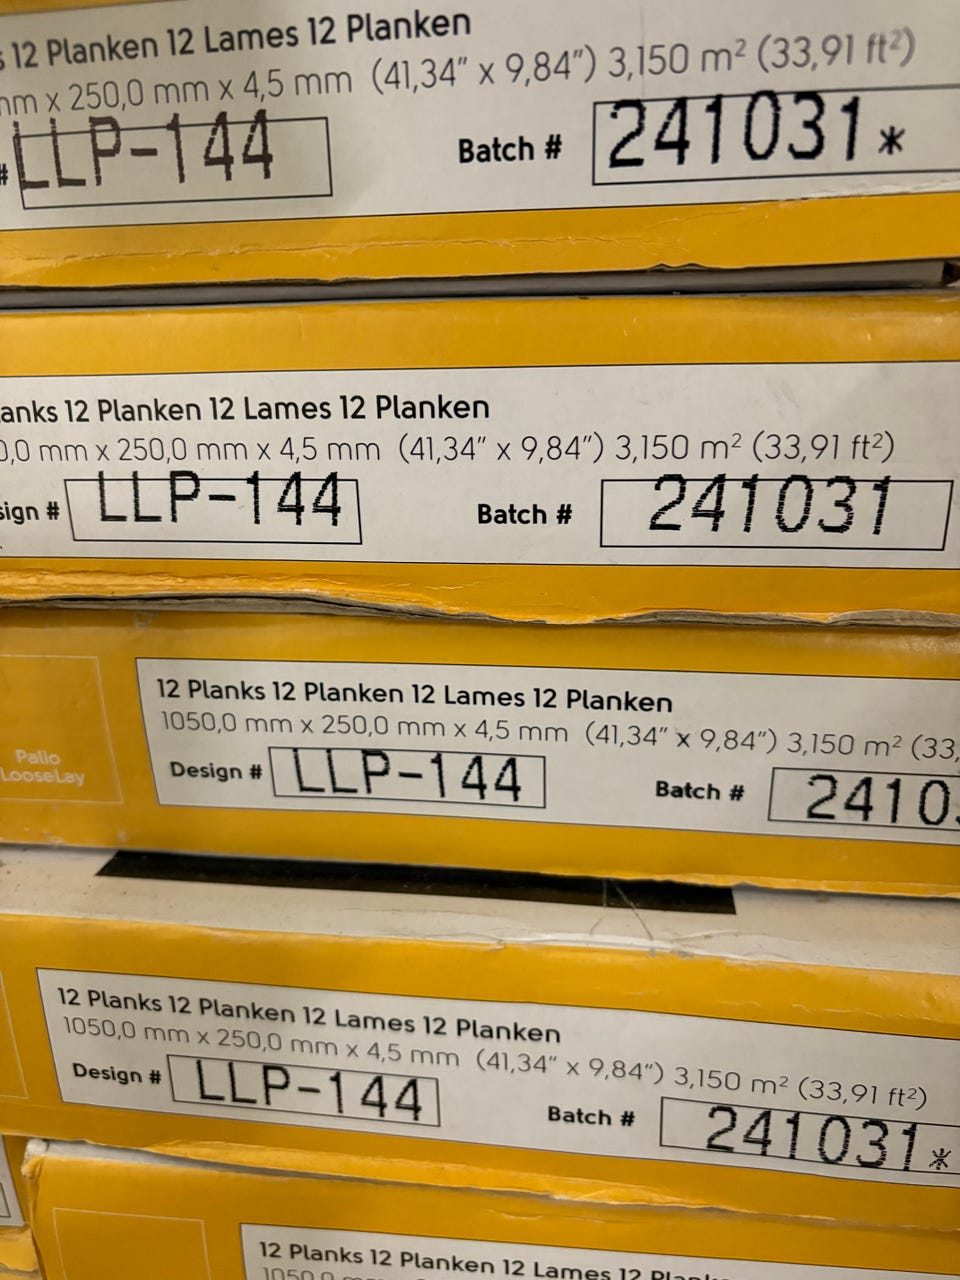 12 Planken 12 Lames 12 Planken
mm x 250,0 mm x 4,5 mm (41,34″ x 9,84″) 3,150 m² (33,91 ft²)
# LLP-144 Batch # 241031*
anks 12 Planken 12 Lames 12 Planken
0,0 mm x 250,0 mm x 4,5 mm (41,34″ x 9,84″) 3,150 m² (33,91 ft²)
sign # LLP-144 Batch # 241031
12 Planks 12 Planken 12 Lames 12 Planken
1050,0 mm x 250,0 mm x 4,5 mm (41,34″ x 9,84″) 3,150 m² (33,
Palio
LooseLay
Design # LLP-144 Batch # 2410
12 Planks 12 Planken 12 Lames 12 Planken
1050,0 mm x 250,0 mm x 4,5 mm (41,34″ x 9,84″) 3,150 m² (33,91 ft²)
Design # LLP-144 Batch # 241031*
12 Planks 12 Planken 12 Lames 12